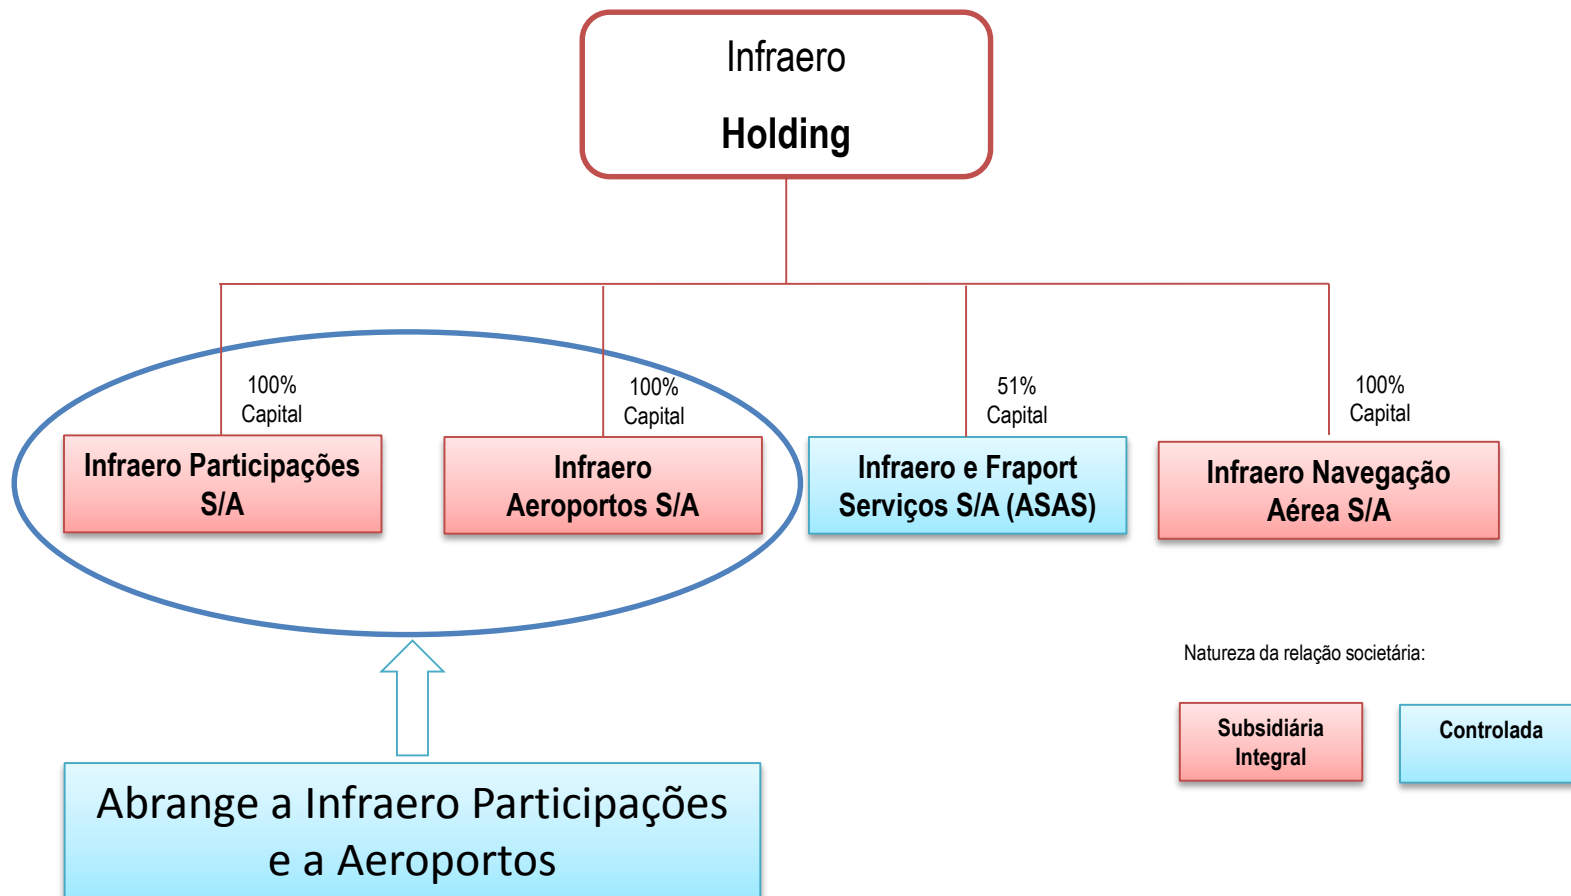 Infraero
Holding
100%
Capital
100%
Capital
51%
Capital
100%
Capital
Infraero Participações
S/A
Infraero
Aeroportos S/A
Infraero e Fraport
Serviços S/A (ASAS)
Infraero Navegação
Aérea S/A
Natureza da relação societária:
Subsidiária
Integral
Controlada
Abrange a Infraero Participações
e a Aeroportos